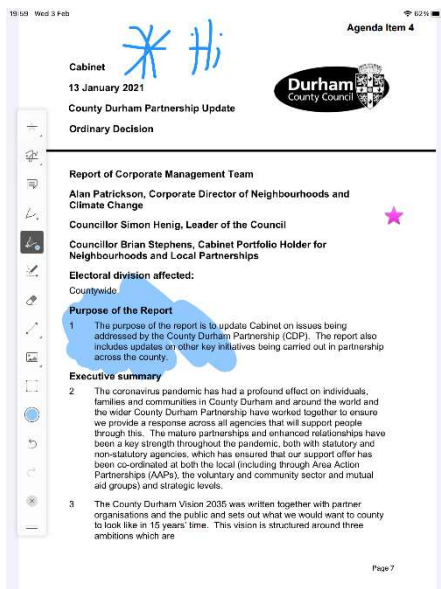 19:59 Wed 3 Feb
62%
Agenda Item 4
Hi
Cabinet
13 January 2021
County Durham Partnership Update
Ordinary Decision
Durham
County Council
Report of Corporate Management Team
Alan Patrickson, Corporate Director of Neighbourhoods and
Climate Change
Councillor Simon Henig, Leader of the Council
Councillor Brian Stephens, Cabinet Portfolio Holder for
Neighbourhoods and Local Partnerships
Electoral division affected:
Countywide
Purpose of the Report
1 The purpose of the report is to update Cabinet on issues being
addressed by the County Durham Partnership (CDP). The report also
includes updates on other key initiatives being carried out in partnership
across the county.
Executive summary
2 The coronavirus pandemic has had a profound effect on individuals,
families and communities in County Durham and around the world and
the wider County Durham Partnership have worked together to ensure
we provide a response across all agencies that will support people
through this. The mature partnerships and enhanced relationships have
been a key strength throughout the pandemic, both with statutory and
non-statutory agencies, which has ensured that our support offer has
been co-ordinated at both the local (including through Area Action
Partnerships (AAPs), the voluntary and community sector and mutual
aid groups) and strategic levels.
3 The County Durham Vision 2035 was written together with partner
organisations and the public and sets out what we would want to county
to look like in 15 years' time. This vision is structured around three
ambitions which are
Page 7